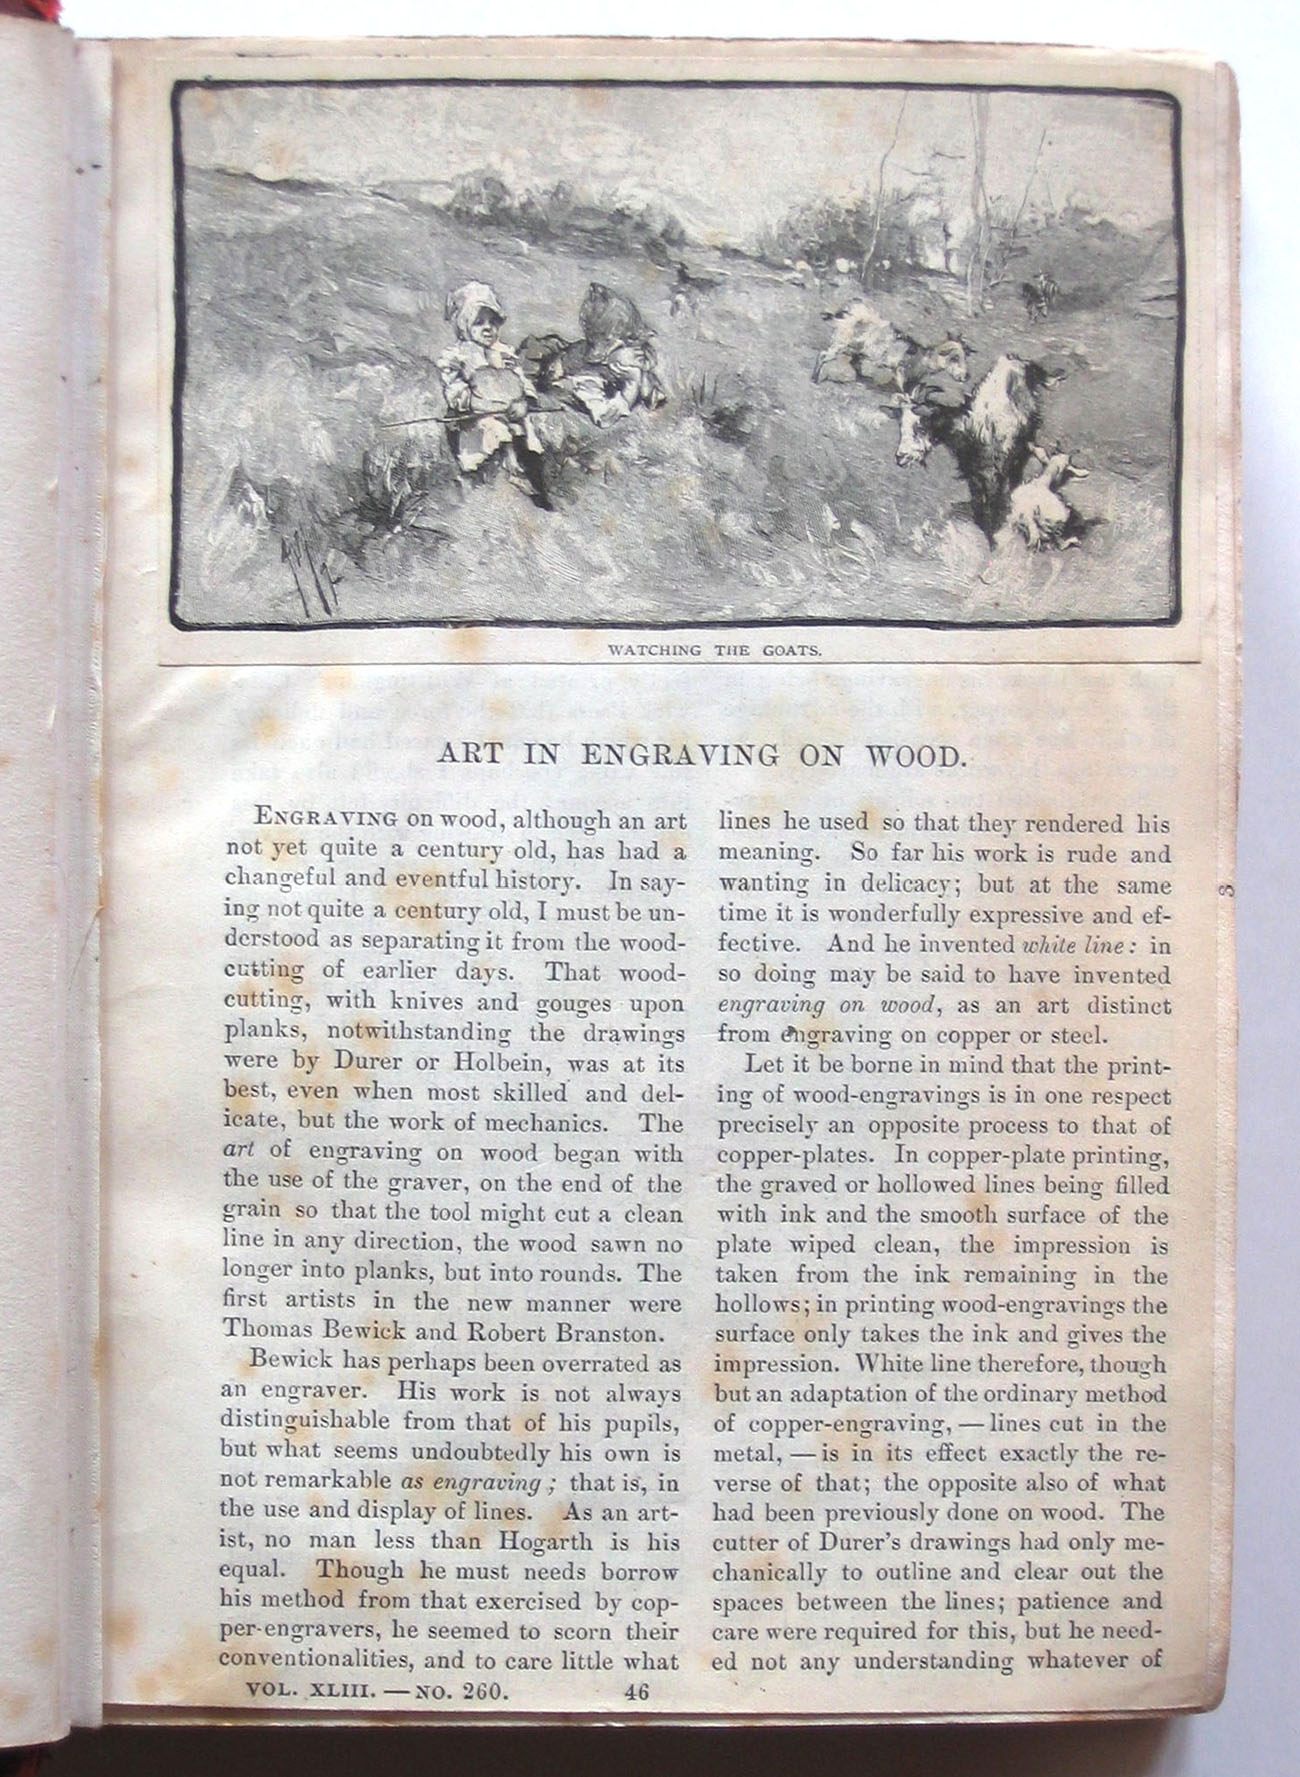 WATCHING THE GOATS.
ART IN ENGRAVING ON WOOD.
ENGRAVING on wood, although an art
not yet quite a century old, has had a
changeful and eventful history. In say-
ing not quite a century old, I must be un-
derstood as separating it from the wood-
cutting of earlier days. That wood-
cutting, with knives and gouges upon
planks, notwithstanding the drawings
were by Durer or Holbein, was at its
best, even when most skilled and del-
icate, but the work of mechanics. The
art of engraving on wood began with
the use of the graver, on the end of the
grain so that the tool might cut a clean
line in any direction, the wood sawn no
longer into planks, but into rounds. The
first artists in the new manner were
Thomas Bewick and Robert Branston.
Bewick has perhaps been overrated as
an engraver. His work is not always
distinguishable from that of his pupils,
but what seems undoubtedly his own is
not remarkable as engraving; that is, in
the use and display of lines. As an art-
ist, no man less than Hogarth is his
equal. Though he must needs borrow
his method from that exercised by cop-
per-engravers, he seemed to scorn their
conventionalities, and to care little what
lines he used so that they rendered his
meaning. So far his work is rude and
wanting in delicacy; but at the same
time it is wonderfully expressive and ef-
fective. And he invented white line: in
so doing may be said to have invented
engraving on wood, as an art distinct
from engraving on copper or steel.
Let it be borne in mind that the print-
ing of wood-engravings is in one respect
precisely an opposite process to that of
copper-plates. In copper-plate printing,
the graved or hollowed lines being filled
with ink and the smooth surface of the
plate wiped clean, the impression is
taken from the ink remaining in the
hollows; in printing wood-engravings the
surface only takes the ink and gives the
impression. White line therefore, though
but an adaptation of the ordinary method
of copper-engraving, — lines cut in the
metal, — is in its effect exactly the re-
verse of that; the opposite also of what
had been previously done on wood. The
cutter of Durer's drawings had only me-
chanically to outline and clear out the
spaces between the lines; patience and
care were required for this, but he need-
ed not any understanding whatever of
VOL. XLIII. — NO. 260. 46